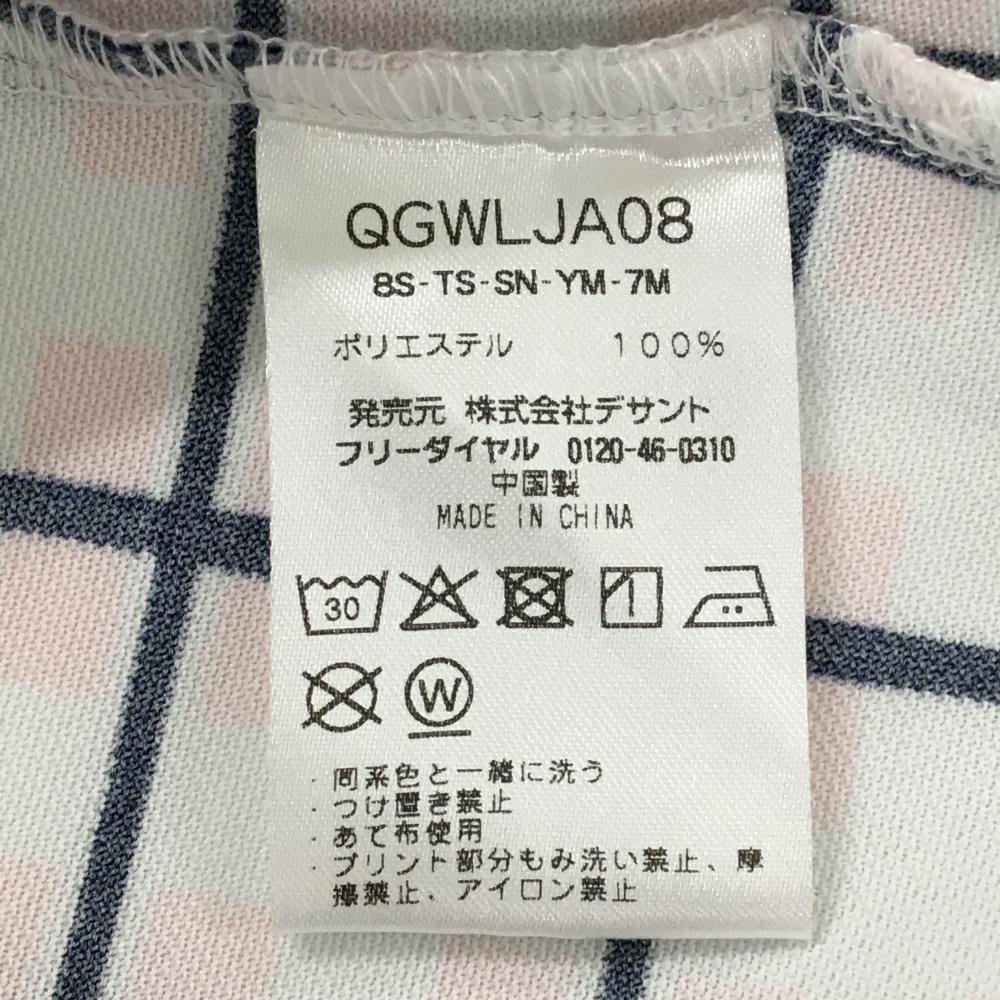 QGWLJA08
8S-TS-SN-YM-7M
ポリエステル 100%
発売元 株式会社デサント
フリーダイヤル 0120-46-0310
中国製
MADE IN CHINA
30
W
・同系色と一緒に洗う
・つけ置き禁止
・あて布使用
・プリント部分もみ洗い禁止、摩
擦禁止、アイロン禁止